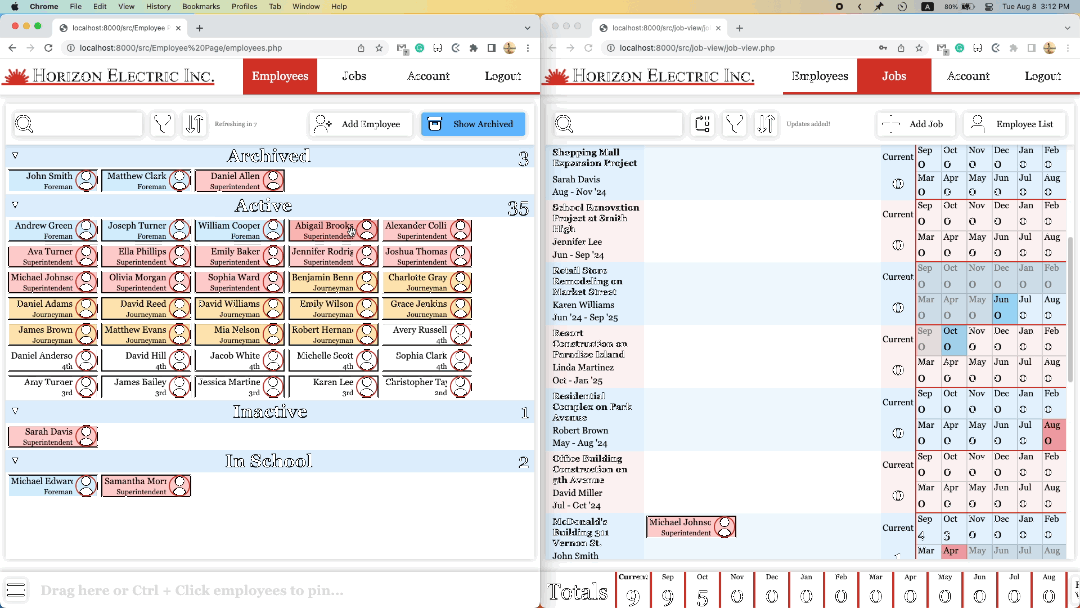 Chrome File Edit View History Bookmarks Profiles Tab Window Help 80% Tue Aug 8 3:12 PM
localhost:8000/src/Employee
localhost:8000/src/Employee%20Page/employees.php
HORIZON ELECTRIC INC.
Employees Jobs Account Logout
Refreshing in 7
Add Employee
Show Archived
Archived 3
John Smith Matthew Clark Daniel Allen
Foreman Foreman Superintendent
Active 35
Andrew Green Joseph Turner William Cooper Abigail Brooks Alexander Colli
Foreman Foreman Foreman Superintendent Superintendent
Ava Turner Ella Phillips Emily Baker Jennifer Rodrig Joshua Thomas
Superintendent Superintendent Superintendent Superintendent Superintendent
Michael Johnsc Olivia Morgan Sophia Ward Benjamin Benn Charlotte Gray
Superintendent Superintendent Superintendent Journeyman Journeyman
Daniel Adams David Reed David Williams Emily Wilson Grace Jenkins
Journeyman Journeyman Journeyman Journeyman Journeyman
James Brown Matthew Evans Mia Nelson Robert Hernan Avery Russell
Journeyman Journeyman Journeyman Journeyman 4th
Daniel Anderso David Hill Jacob White Michelle Scott Sophia Clark
4th 4th 4th 4th 4th
Amy Turner James Bailey Jessica Martine Karen Lee Christopher Tay
3rd 3rd 3rd 3rd 2nd
Inactive 1
Sarah Davis
Superintendent
In School 2
Michael Edward Samantha Morr
Foreman Superintendent
Drag here or Ctrl + Click employees to pin...
localhost:8000/src/job-view/jo
localhost:8000/src/job-view/job-view.php
HORIZON ELECTRIC INC.
Employees Jobs Account Logout
Updates added!
Add Job
Employee List
Shopping Mall
Expansion Project
Sarah Davis
Aug - Nov '24
Current 0
Sep Oct Nov Dec Jan Feb
0 0 0 0 0 0
Mar Apr May Jun Jul Aug
0 0 0 0 0 0
School Renovation
Project at Smith
High
Jennifer Lee
Jun - Sep '24
Current 0
Sep Oct Nov Dec Jan Feb
0 0 0 0 0 0
Mar Apr May Jun Jul Aug
0 0 0 0 0 0
Retail Store
Remodeling on
Market Street
Karen Williams
Jun '24 - Sep '25
Current 0
Sep Oct Nov Dec Jan Feb
0 0 0 0 0 0
Mar Apr May Jun Jul Aug
0 0 0 0 0 0
Resort
Construction on
Paradise Island
Linda Martinez
Oct - Jan '25
Current 0
Sep Oct Nov Dec Jan Feb
0 0 0 0 0 0
Mar Apr May Jun Jul Aug
0 0 0 0 0 0
Residential
Complex on Park
Avenue
Robert Brown
May - Aug '24
Current 0
Sep Oct Nov Dec Jan Feb
0 0 0 0 0 0
Mar Apr May Jun Jul Aug
0 0 0 0 0 0
Office Building
Construction on
5th Avenue
David Miller
Jul - Oct '24
Current 0
Sep Oct Nov Dec Jan Feb
0 0 0 0 0 0
Mar Apr May Jun Jul Aug
0 0 0 0 0 0
McDonald's
Building 311
Vernon St.
John Smith
Michael Johnsc
Superintendent
Current
Sep Oct Nov Dec Jan Feb
4 3 0 0 0 0
Mar Apr May Jun Jul Aug
Totals
Current Sep Oct Nov Dec Jan Feb Mar Apr May Jun Jul Aug
9 9 5 0 0 0 0 0 0 0 0 0 0